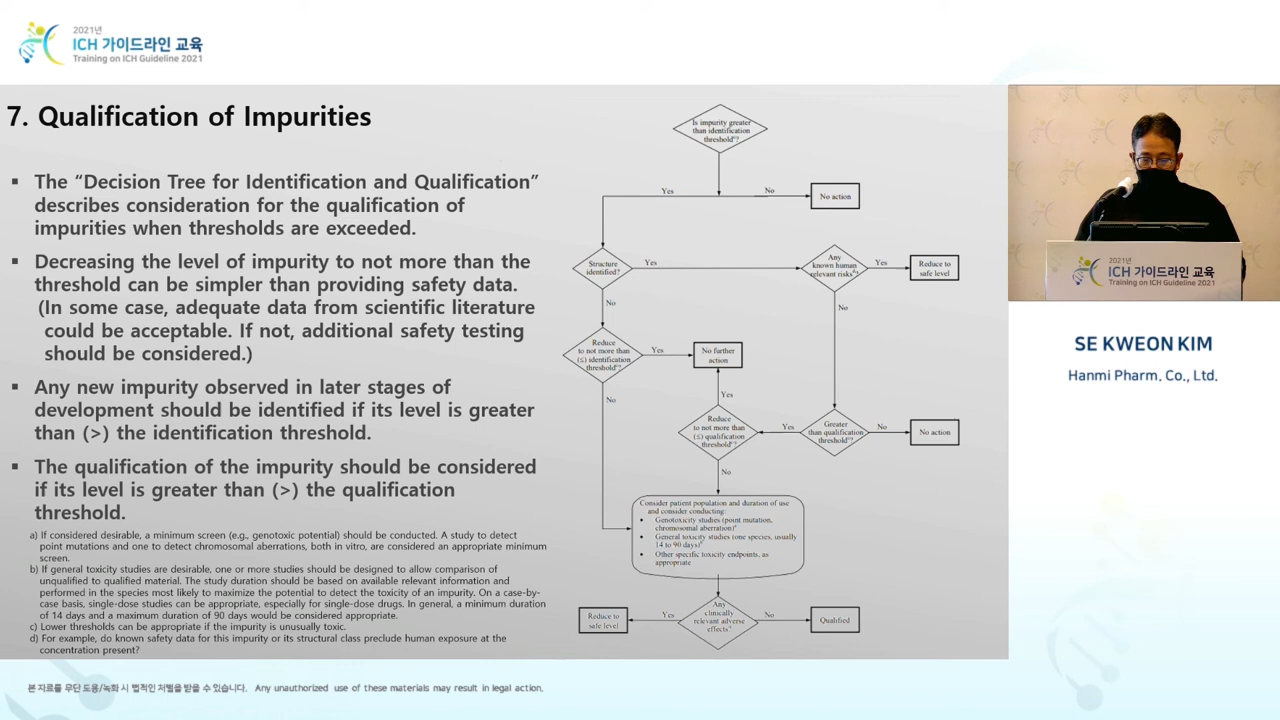 2021년
ICH 가이드라인 교육
Training on ICH Guideline 2021
7. Qualification of Impurities
▪ The “Decision Tree for Identification and Qualification”
describes consideration for the qualification of
impurities when thresholds are exceeded.
▪ Decreasing the level of impurity to not more than the
threshold can be simpler than providing safety data.
(In some case, adequate data from scientific literature
could be acceptable. If not, additional safety testing
should be considered.)
▪ Any new impurity observed in later stages of
development should be identified if its level is greater
than (>) the identification threshold.
▪ The qualification of the impurity should be considered
if its level is greater than (>) the qualification
threshold.
a) If considered desirable, a minimum screen (e.g., genotoxic potential) should be conducted. A study to detect
point mutations and one to detect chromosomal aberrations, both in vitro, are considered an appropriate minimum
screen.
b) If general toxicity studies are desirable, one or more studies should be designed to allow comparison of
unqualified to qualified material. The study duration should be based on available relevant information and
performed in the species most likely to maximize the potential to detect the toxicity of an impurity. On a case-by-
case basis, single-dose studies can be appropriate, especially for single-dose drugs. In general, a minimum duration
of 14 days and a maximum duration of 90 days would be considered appropriate.
c) Lower thresholds can be appropriate if the impurity is unusually toxic.
d) For example, do known safety data for this impurity or its structural class preclude human exposure at the
concentration present?
Is impurity greater
than identification
threshold?
Yes
No
No action
Structure
identified?
Yes
Any
known human
relevant risks
Yes
Reduce to
safe level
No
No
Reduce
to not more than
(≤) identification
threshold?
Yes
No further
action
No
Yes
Reduce
to not more than
(≤) qualification
threshold?
Yes
Greater
than qualification
threshold?
No
No action
No
Consider patient population and duration of use
and consider conducting:
• Genotoxicity studies (point mutation,
chromosomal aberration)
• General toxicity studies (one species, usually
14 to 90 days)
• Other specific toxicity endpoints, as
appropriate
Reduce to
safe level
Yes
Any
clinically
relevant adverse
effects?
No
Qualified
2021년
ICH 가이드라인 교육
Training on ICH Guideline 2021
SE KWEON KIM
Hanmi Pharm. Co., Ltd.
본 자료를 무단 도용/녹화 시 법적인 처벌을 받을 수 있습니다. Any unauthorized use of these materials may result in legal action.